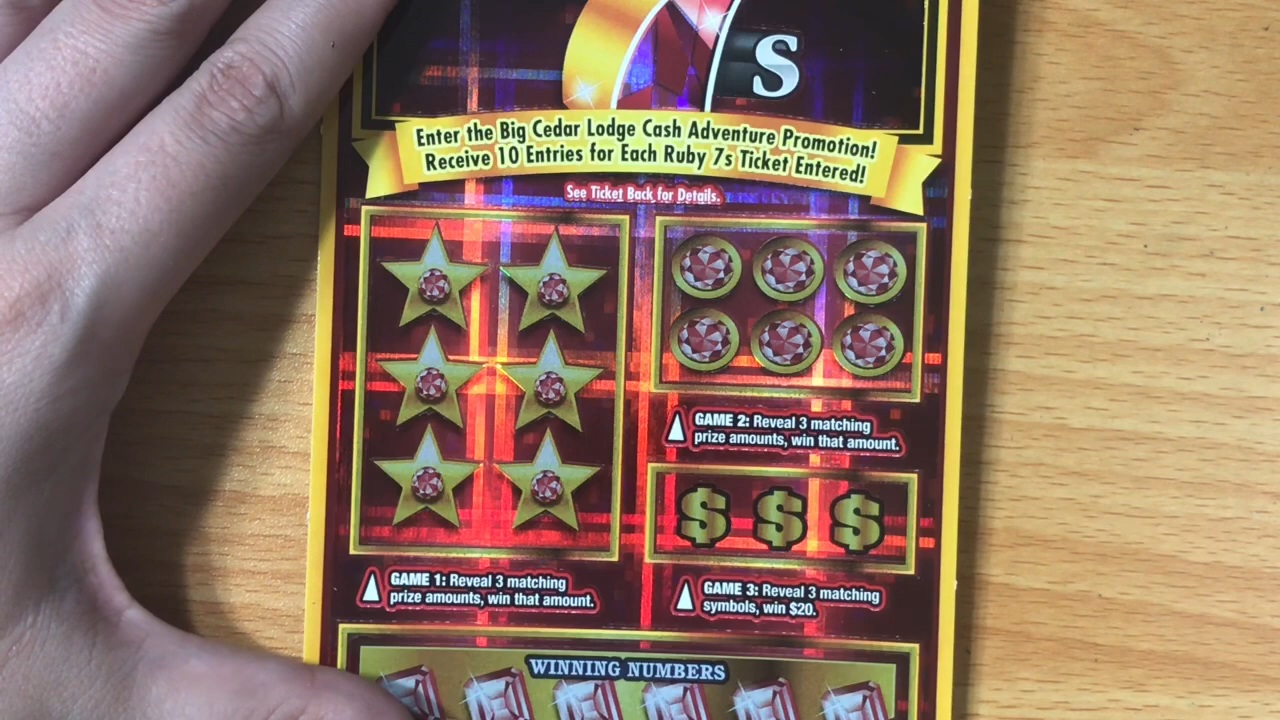 S
Enter the Big Cedar Lodge Cash Adventure Promotion!
Receive 10 Entries for Each Ruby 7s Ticket Entered!
See Ticket Back for Details.
GAME 2: Reveal 3 matching
prize amounts, win that amount.
$ $ $
GAME 1: Reveal 3 matching
prize amounts, win that amount.
GAME 3: Reveal 3 matching
symbols, win $20.
WINNING NUMBERS